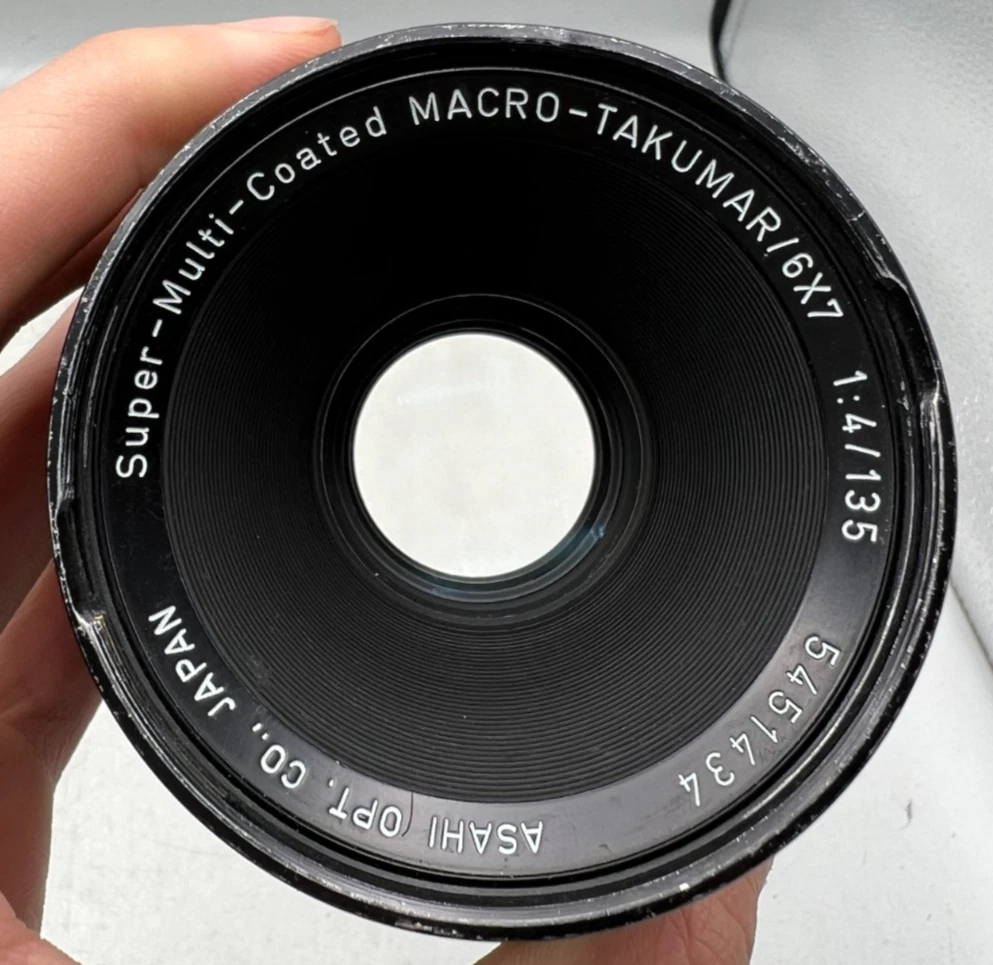 Super-Multi-Coated MACRO-TAKUMAR/6X7 1:4/135
5451434
ASAHI OPT. CO., JAPAN